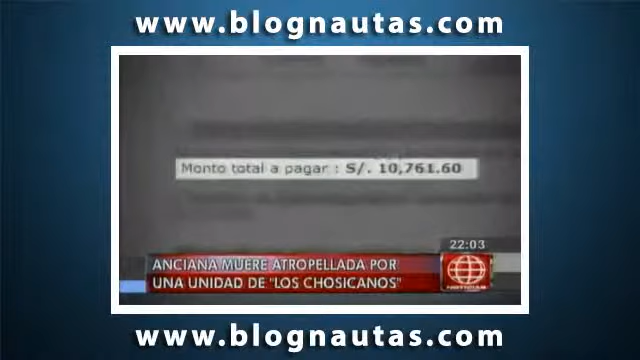 www.blognautas.com
Monto total a pagar : S/. 10,761.60
22:03
ANCIANA MUERE ATROPELLADA POR
UNA UNIDAD DE "LOS CHOSICANOS"
NOTICIAS
www.blognautas.com